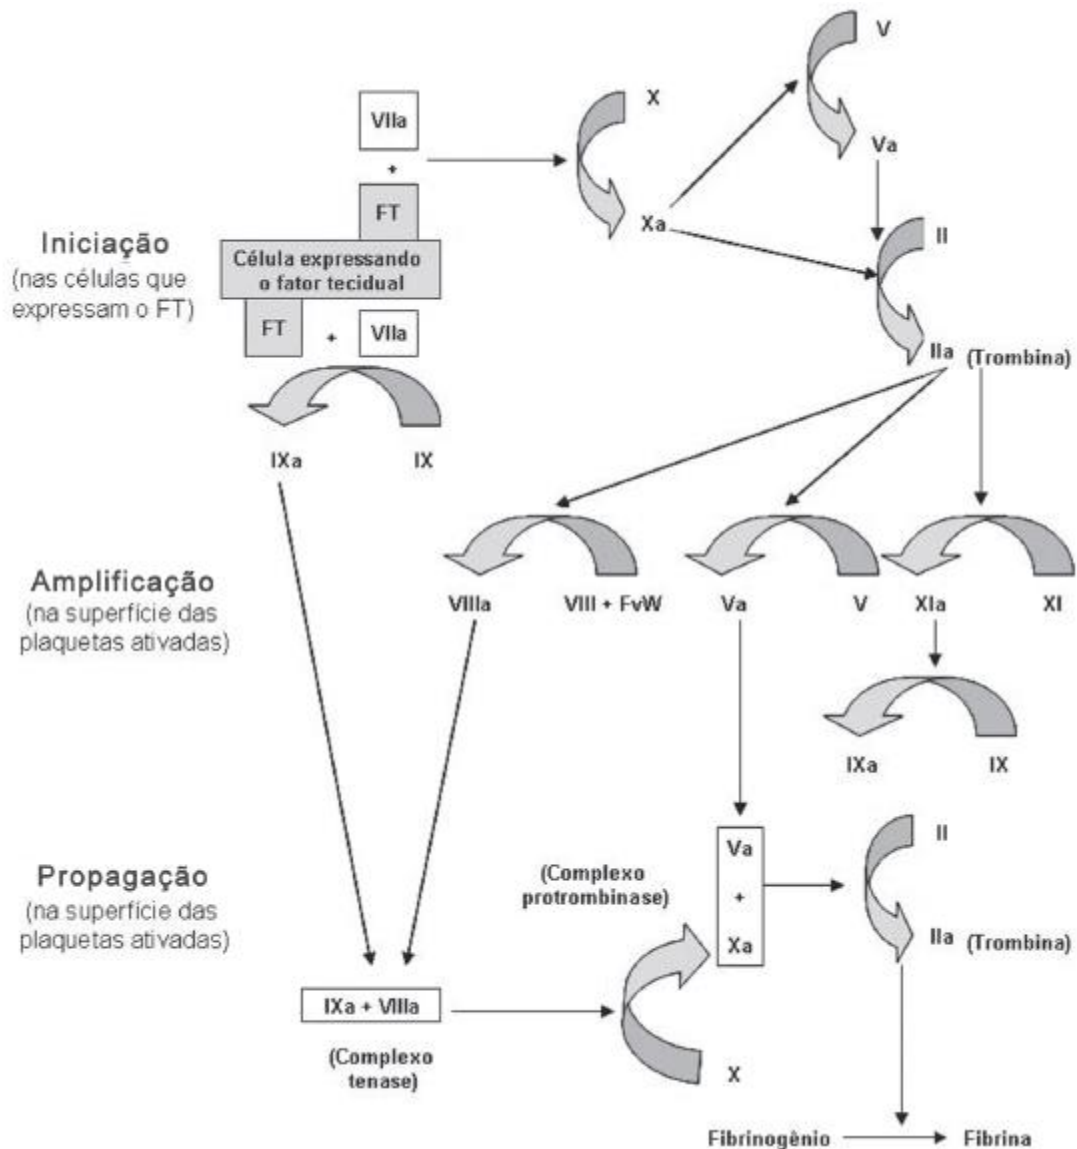 V
X
VIIa
+
Va
FT
Xa
II
Iniciação
(nas células que
expressam o FT)
Célula expressando
o fator tecidual
FT
+
VIIa
IIa (Trombina)
IXa
IX
Amplificação
(na superfície das
plaquetas ativadas)
VIIIa
VIII + FvW
Va
V
XIa
XI
IXa
IX
Propagação
(na superfície das
plaquetas ativadas)
(Complexo
protrombinase)
Va
+
Xa
II
IIa (Trombina)
IXa + VIIIa
(Complexo
tenase)
X
Fibrinogênio
Fibrina